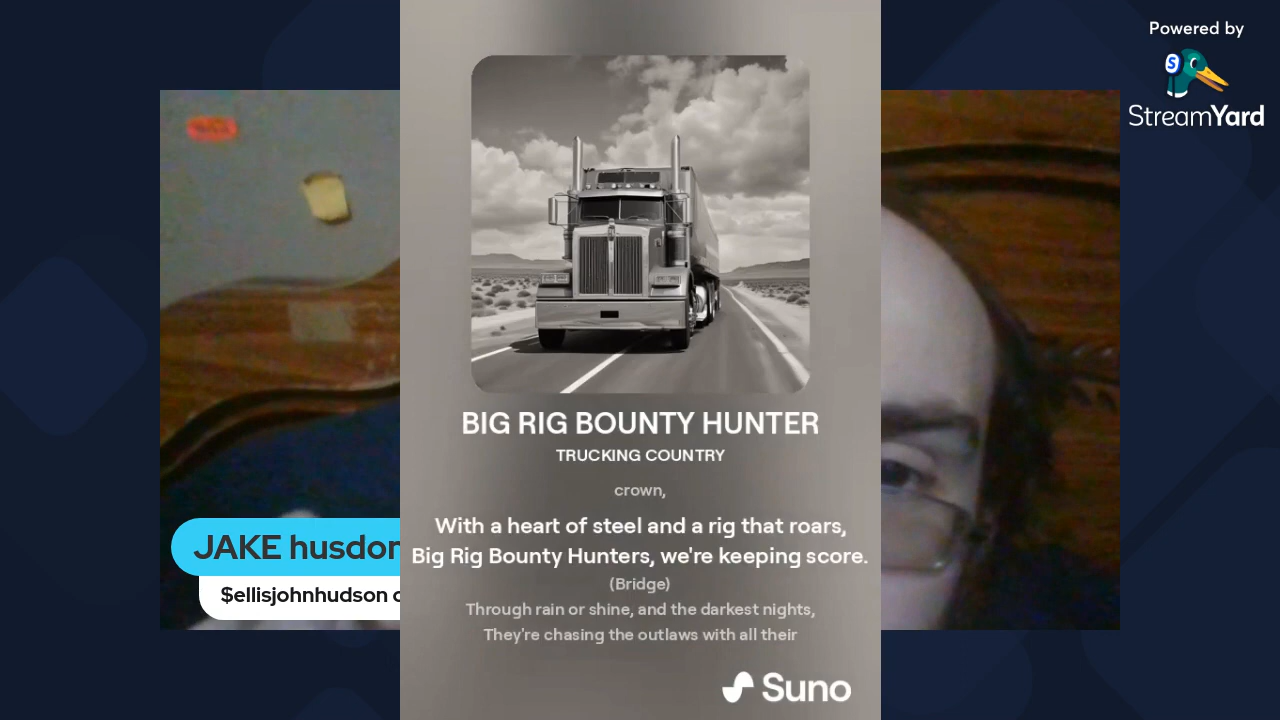 Powered by
StreamYard
BIG RIG BOUNTY HUNTER
TRUCKING COUNTRY
crown,
With a heart of steel and a rig that roars,
Big Rig Bounty Hunters, we're keeping score.
(Bridge)
Through rain or shine, and the darkest nights,
They're chasing the outlaws with all their
JAKE husdon
$ellisjohnhudson
Suno